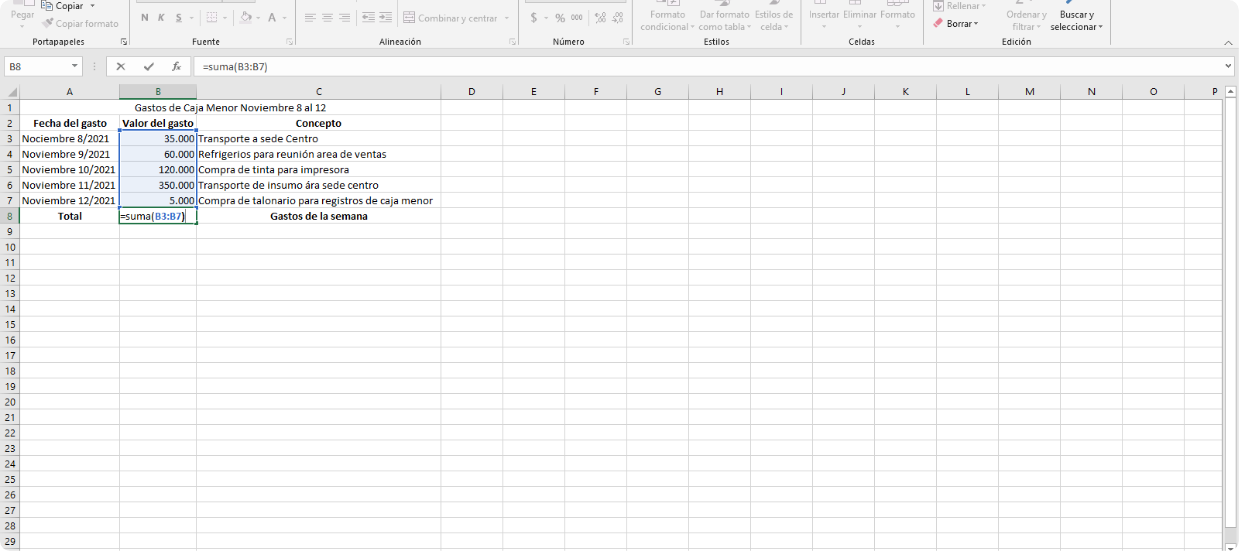 Pegar Copiar Copiar formato
N K S A
Combinar y centrar
$ % 000
Formato condicional Dar formato como tabla Estilos de celda
Insertar Eliminar Formato
Rellenar Borrar
Ordenar y filtrar Buscar y seleccionar
Portapapeles Fuente Alineación Número Estilos Celdas Edición
B8 fx =suma(B3:B7)
A B C D E F G H I J K L M N O P
1 Gastos de Caja Menor Noviembre 8 al 12
2 Fecha del gasto Valor del gasto Concepto
3 Nociembre 8/2021 35.000 Transporte a sede Centro
4 Noviembre 9/2021 60.000 Refrigerios para reunión area de ventas
5 Noviembre 10/2021 120.000 Compra de tinta para impresora
6 Noviembre 11/2021 350.000 Transporte de insumo ára sede centro
7 Noviembre 12/2021 5.000 Compra de talonario para registros de caja menor
8 Total =suma(B3:B7) Gastos de la semana
9
10
11
12
13
14
15
16
17
18
19
20
21
22
23
24
25
26
27
28
29